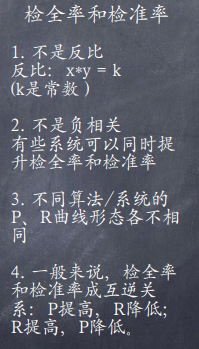 检全率和检准率
1. 不是反比
反比：x*y = k
(k是常数)
2. 不是负相关
有些系统可以同时提
升检全率和检准率
3. 不同算法/系统的
P、R曲线形态各不相
同
4. 一般来说，检全率
和检准率成互逆关
系：P提高，R降低；
R提高，P降低。